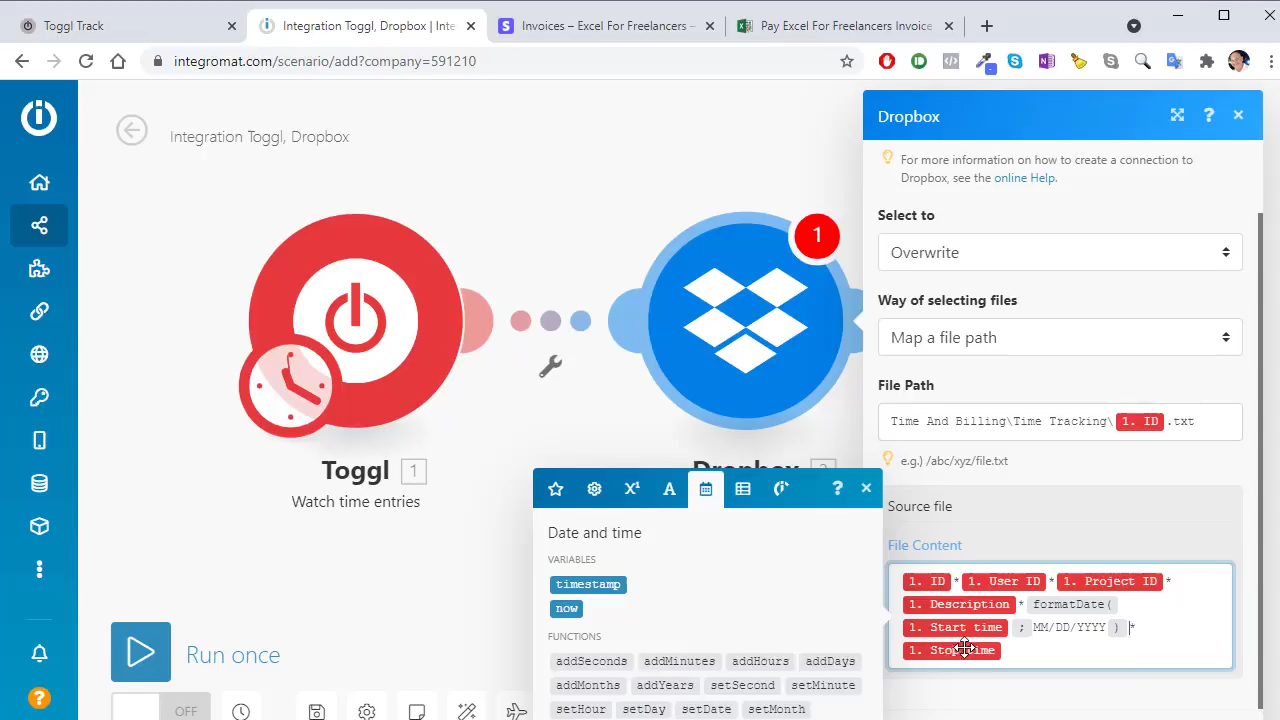 Toggl Track
Integration Toggl, Dropbox | Inte
Invoices – Excel For Freelancers –
Pay Excel For Freelancers Invoice
integromat.com/scenario/add?company=591210
Integration Toggl, Dropbox
Dropbox
For more information on how to create a connection to
Dropbox, see the online Help.
Select to
Overwrite
Way of selecting files
Map a file path
File Path
Time And Billing\Time Tracking\ 1. ID .txt
e.g.) /abc/xyz/file.txt
Source file
File Content
1. ID * 1. User ID * 1. Project ID *
1. Description * formatDate(
1. Start time ; MM/DD/YYYY ) *
1. Stop time
1
Toggl 1
Watch time entries
Dropbox
Date and time
VARIABLES
timestamp
now
FUNCTIONS
addSeconds addMinutes addHours addDays
addMonths addYears setSecond setMinute
setHour setDay setDate setMonth
Run once
OFF